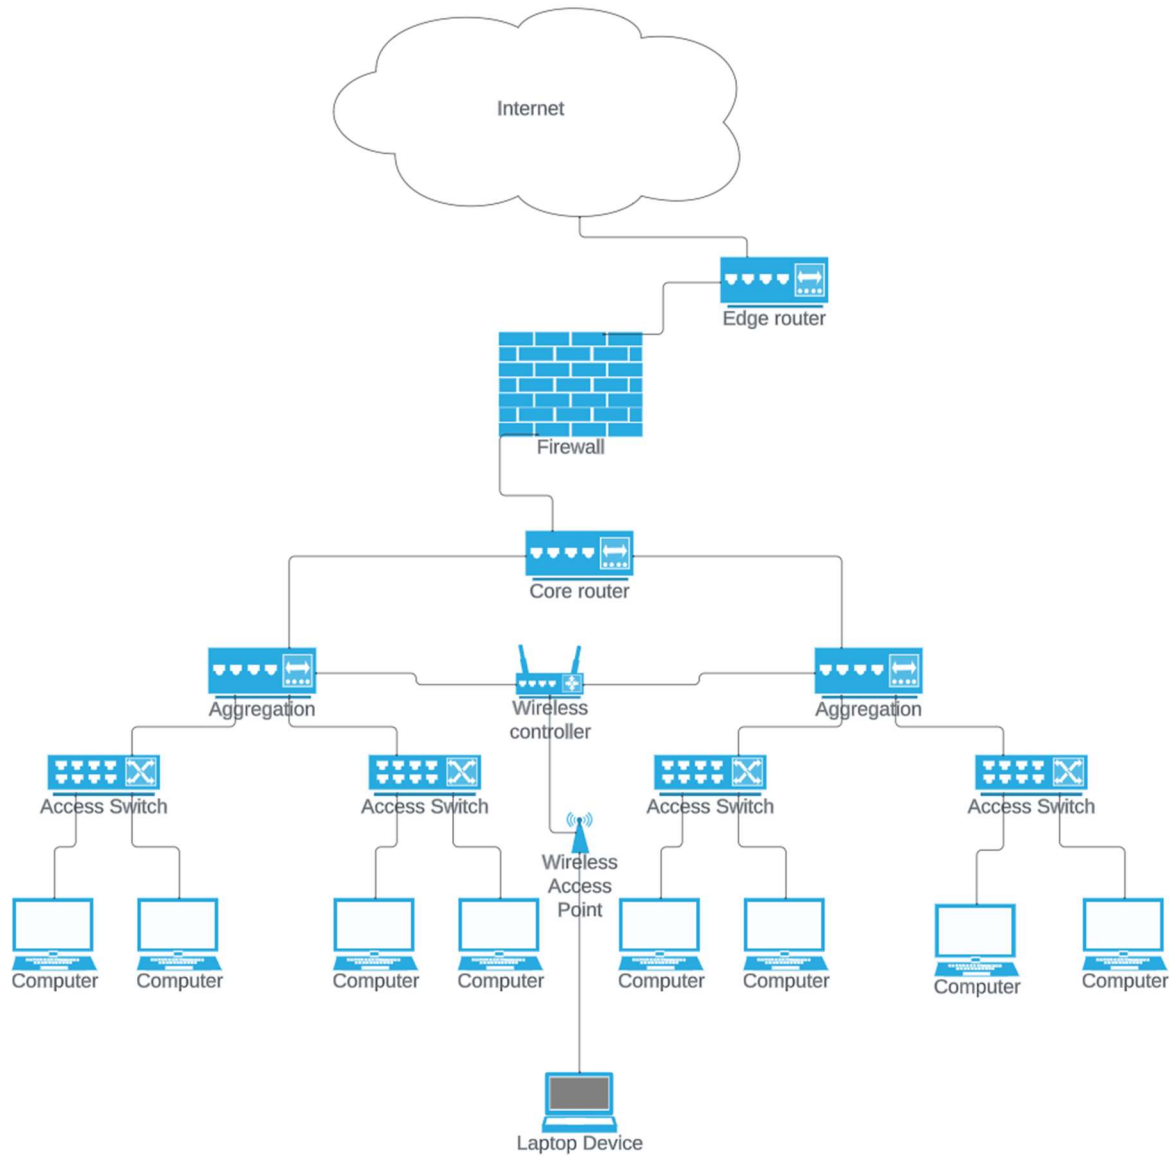 Internet
Edge router
Firewall
Core router
Aggregation
Wireless
controller
Aggregation
Access Switch
Access Switch
Access Switch
Access Switch
Wireless
Access
Point
Computer
Computer
Computer
Computer
Computer
Computer
Computer
Computer
Laptop Device